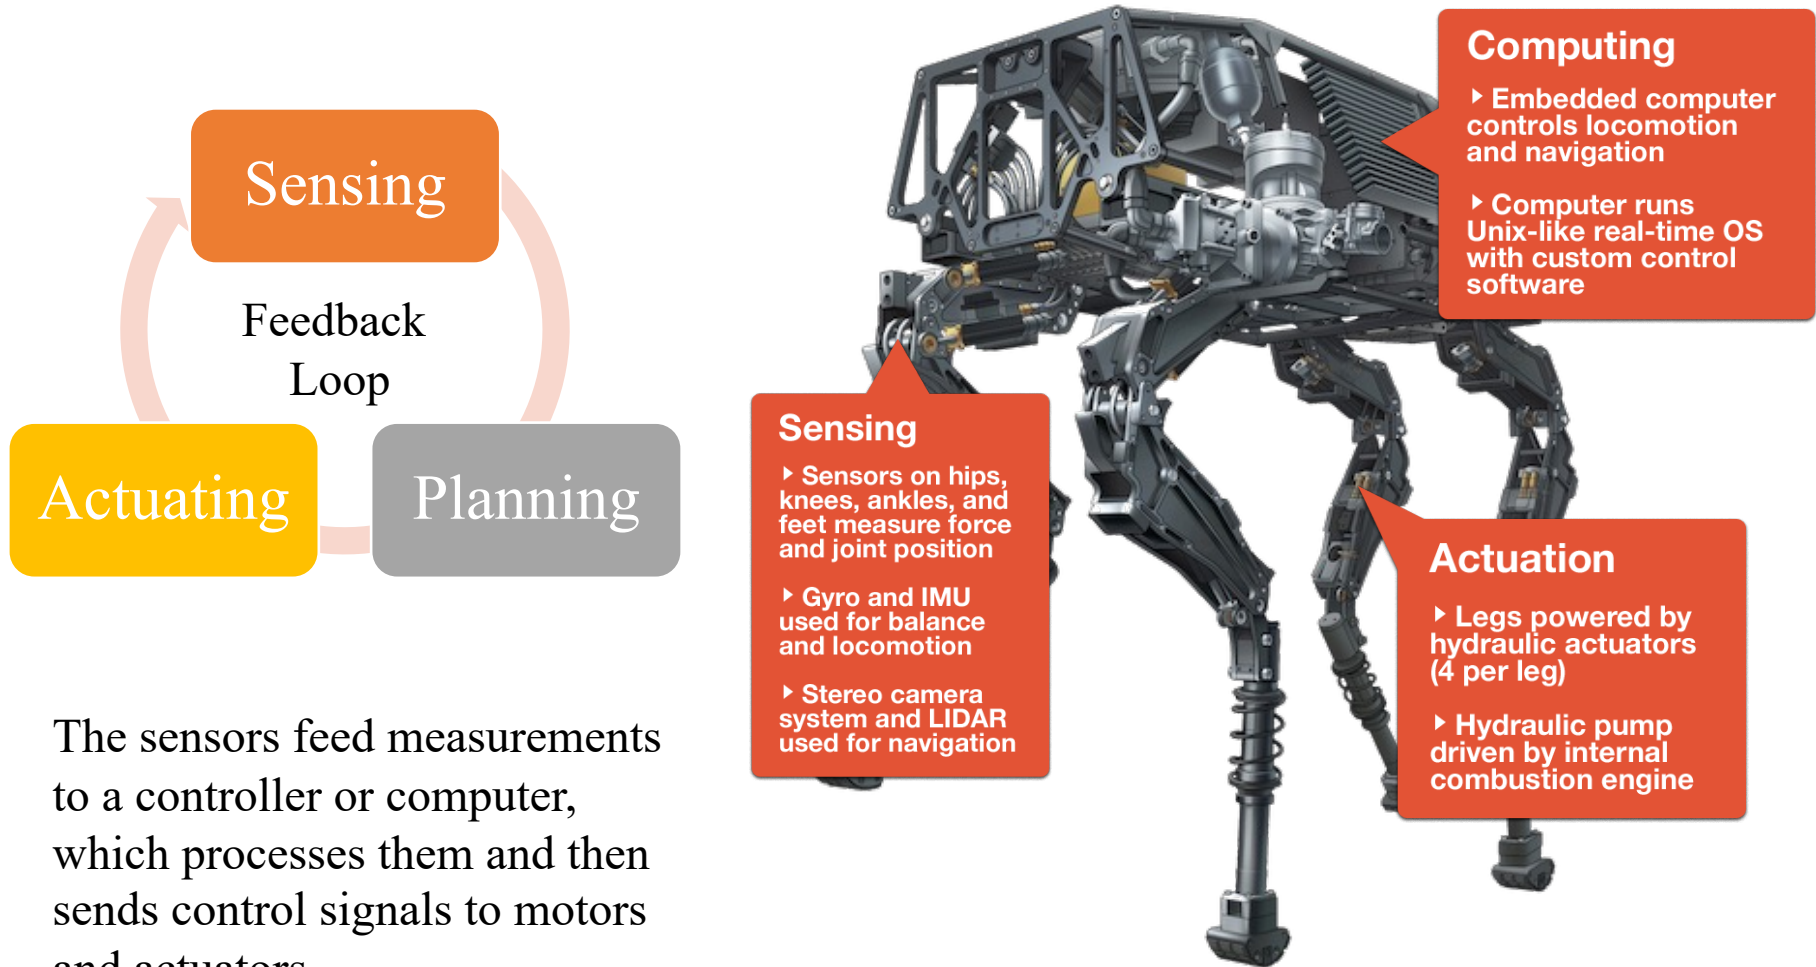 Sensing
Feedback
Loop
Actuating
Planning
The sensors feed measurements
to a controller or computer,
which processes them and then
sends control signals to motors
and actuators
Computing
‣ Embedded computer
controls locomotion
and navigation
‣ Computer runs
Unix-like real-time OS
with custom control
software
Sensing
‣ Sensors on hips,
knees, ankles, and
feet measure force
and joint position
‣ Gyro and IMU
used for balance
and locomotion
‣ Stereo camera
system and LIDAR
used for navigation
Actuation
‣ Legs powered by
hydraulic actuators
(4 per leg)
‣ Hydraulic pump
driven by internal
combustion engine